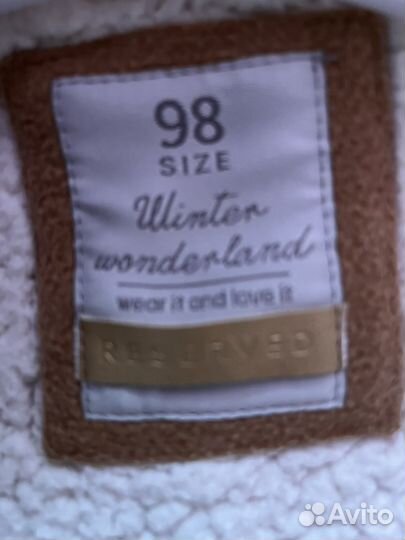 98
SIZE
Winter
wonderland
wear it and love it
RESERVED
Avito